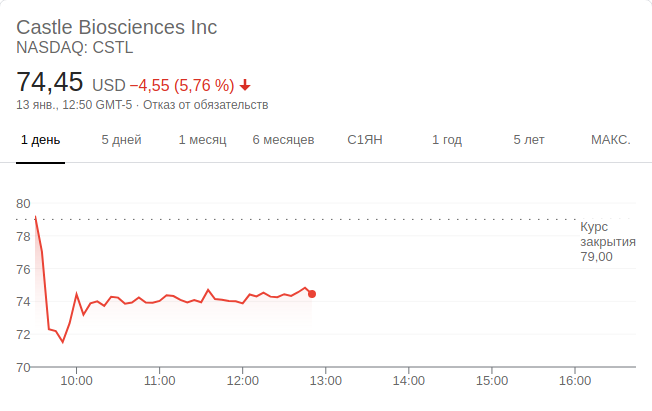 Castle Biosciences Inc
NASDAQ: CSTL
74,45 USD −4,55 (5,76 %)
13 янв., 12:50 GMT-5 · Отказ от обязательств
1 день 5 дней 1 месяц 6 месяцев С1ЯН 1 год 5 лет МАКС.
80
Курс
78
закрытия
79,00
76
74
72
70
10:00 11:00 12:00 13:00 14:00 15:00 16:00